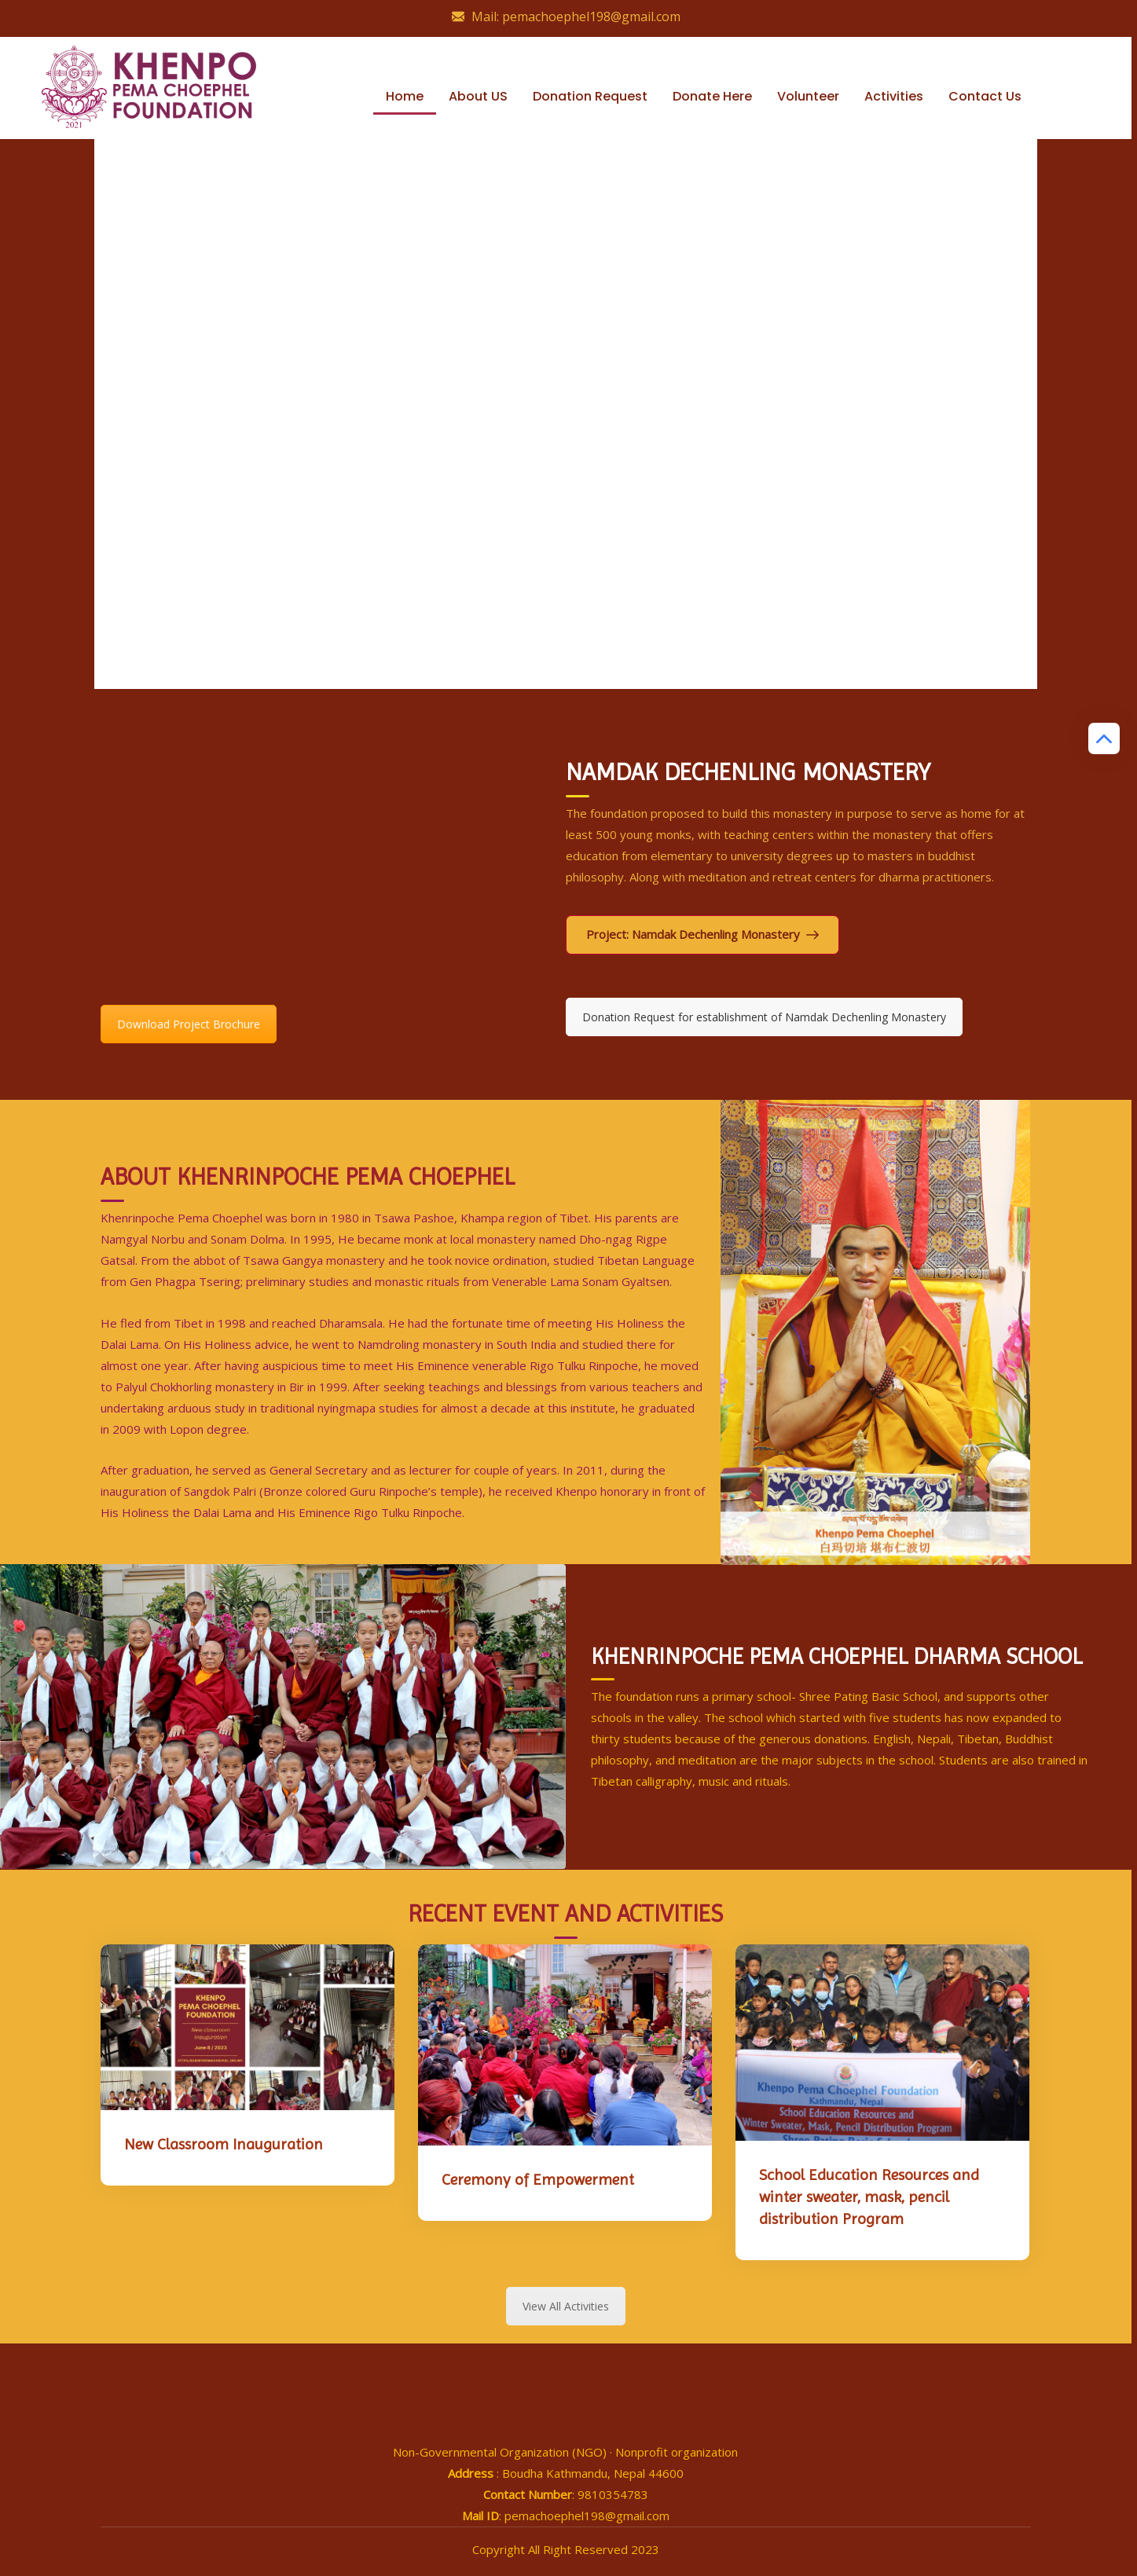 Mail: pemachoephel198@gmail.com
KHENPO
PEMA CHOEPHEL
FOUNDATION
2021
Home
About US
Donation Request
Donate Here
Volunteer
Activities
Contact Us
NAMDAK DECHENLING MONASTERY
The foundation proposed to build this monastery in purpose to serve as home for at
least 500 young monks, with teaching centers within the monastery that offers
education from elementary to university degrees up to masters in buddhist
philosophy. Along with meditation and retreat centers for dharma practitioners.
Project: Namdak Dechenling Monastery
Download Project Brochure
Donation Request for establishment of Namdak Dechenling Monastery
ABOUT KHENRINPOCHE PEMA CHOEPHEL
Khenrinpoche Pema Choephel was born in 1980 in Tsawa Pashoe, Khampa region of Tibet. His parents are
Namgyal Norbu and Sonam Dolma. In 1995, He became monk at local monastery named Dho-ngag Rigpe
Gatsal. From the abbot of Tsawa Gangya monastery and he took novice ordination, studied Tibetan Language
from Gen Phagpa Tsering; preliminary studies and monastic rituals from Venerable Lama Sonam Gyaltsen.
He fled from Tibet in 1998 and reached Dharamsala. He had the fortunate time of meeting His Holiness the
Dalai Lama. On His Holiness advice, he went to Namdroling monastery in South India and studied there for
almost one year. After having auspicious time to meet His Eminence venerable Rigo Tulku Rinpoche, he moved
to Palyul Chokhorling monastery in Bir in 1999. After seeking teachings and blessings from various teachers and
undertaking arduous study in traditional nyingmapa studies for almost a decade at this institute, he graduated
in 2009 with Lopon degree.
After graduation, he served as General Secretary and as lecturer for couple of years. In 2011, during the
inauguration of Sangdok Palri (Bronze colored Guru Rinpoche’s temple), he received Khenpo honorary in front of
His Holiness the Dalai Lama and His Eminence Rigo Tulku Rinpoche.
Khenpo Pema Choephel
白玛切培 堪布仁波切
KHENRINPOCHE PEMA CHOEPHEL DHARMA SCHOOL
The foundation runs a primary school- Shree Pating Basic School, and supports other
schools in the valley. The school which started with five students has now expanded to
thirty students because of the generous donations. English, Nepali, Tibetan, Buddhist
philosophy, and meditation are the major subjects in the school. Students are also trained in
Tibetan calligraphy, music and rituals.
RECENT EVENT AND ACTIVITIES
KHENPO
PEMA CHOEPHEL
FOUNDATION
New classroom
Inauguration
June 8 / 2023
New Classroom Inauguration
Ceremony of Empowerment
Khenpo Pema Choephel Foundation
Kathmandu, Nepal
School Education Resources and
Winter Sweater, Mask, Pencil Distribution Program
Shree Pating Basic School
School Education Resources and
winter sweater, mask, pencil
distribution Program
View All Activities
Non-Governmental Organization (NGO) · Nonprofit organization
Address : Boudha Kathmandu, Nepal 44600
Contact Number: 9810354783
Mail ID: pemachoephel198@gmail.com
Copyright All Right Reserved 2023